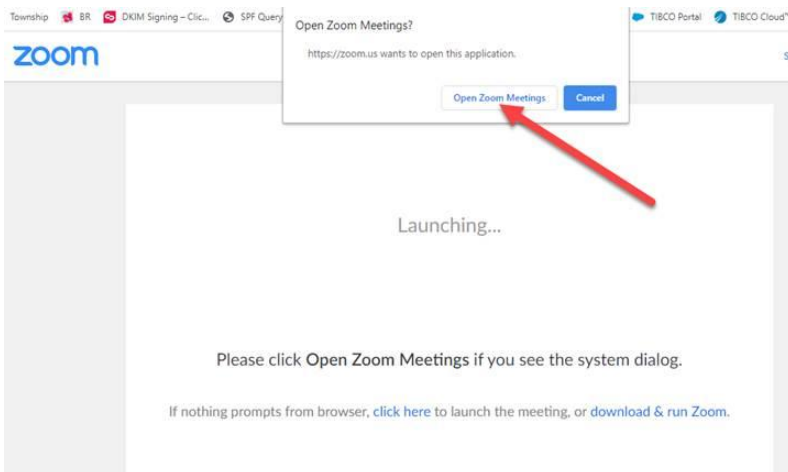 Township BR DKIM Signing – Clic... SPF Query TIBCO Portal TIBCO Cloud™
Open Zoom Meetings?
https://zoom.us wants to open this application.
zoom
Open Zoom Meetings Cancel
Launching...
Please click Open Zoom Meetings if you see the system dialog.
If nothing prompts from browser, click here to launch the meeting, or download & run Zoom.